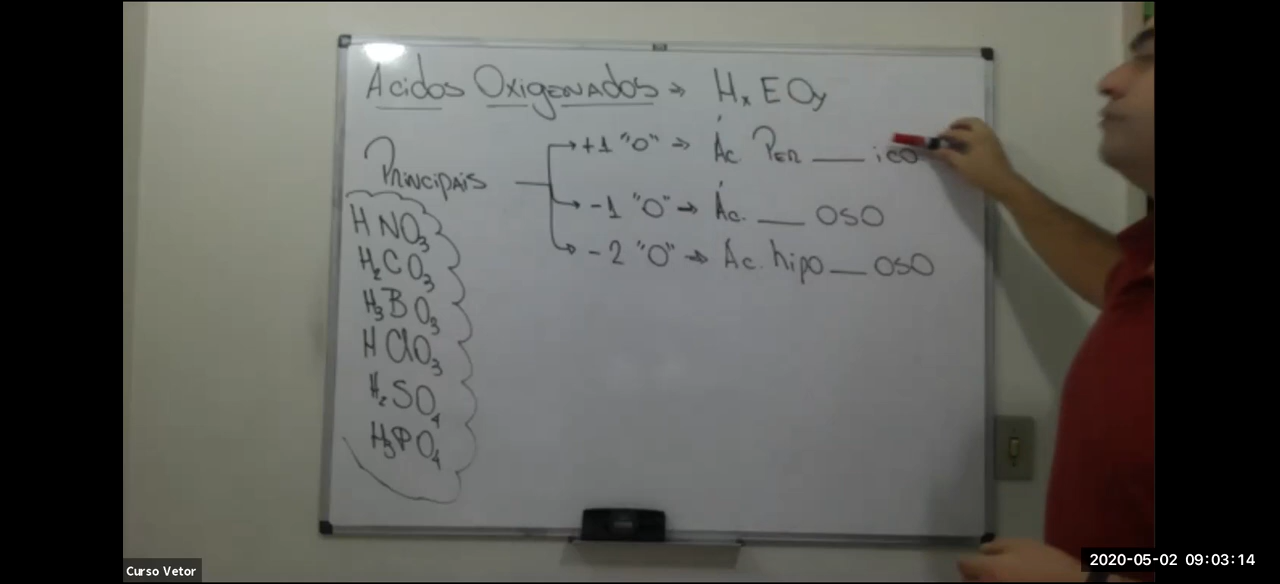 Acidos Oxigenados → HₓEOᵧ
Principais
+1 "O" ⇒ Ác. Per ___ ico
-1 "O" → Ác. ___ OSO
-2 "O" → Ác. hipo ___ OSO
HNO₃
H₂CO₃
H₃BO₃
HClO₃
H₂SO₄
H₃PO₄
Curso Vetor
2020-05-02 09:03:14